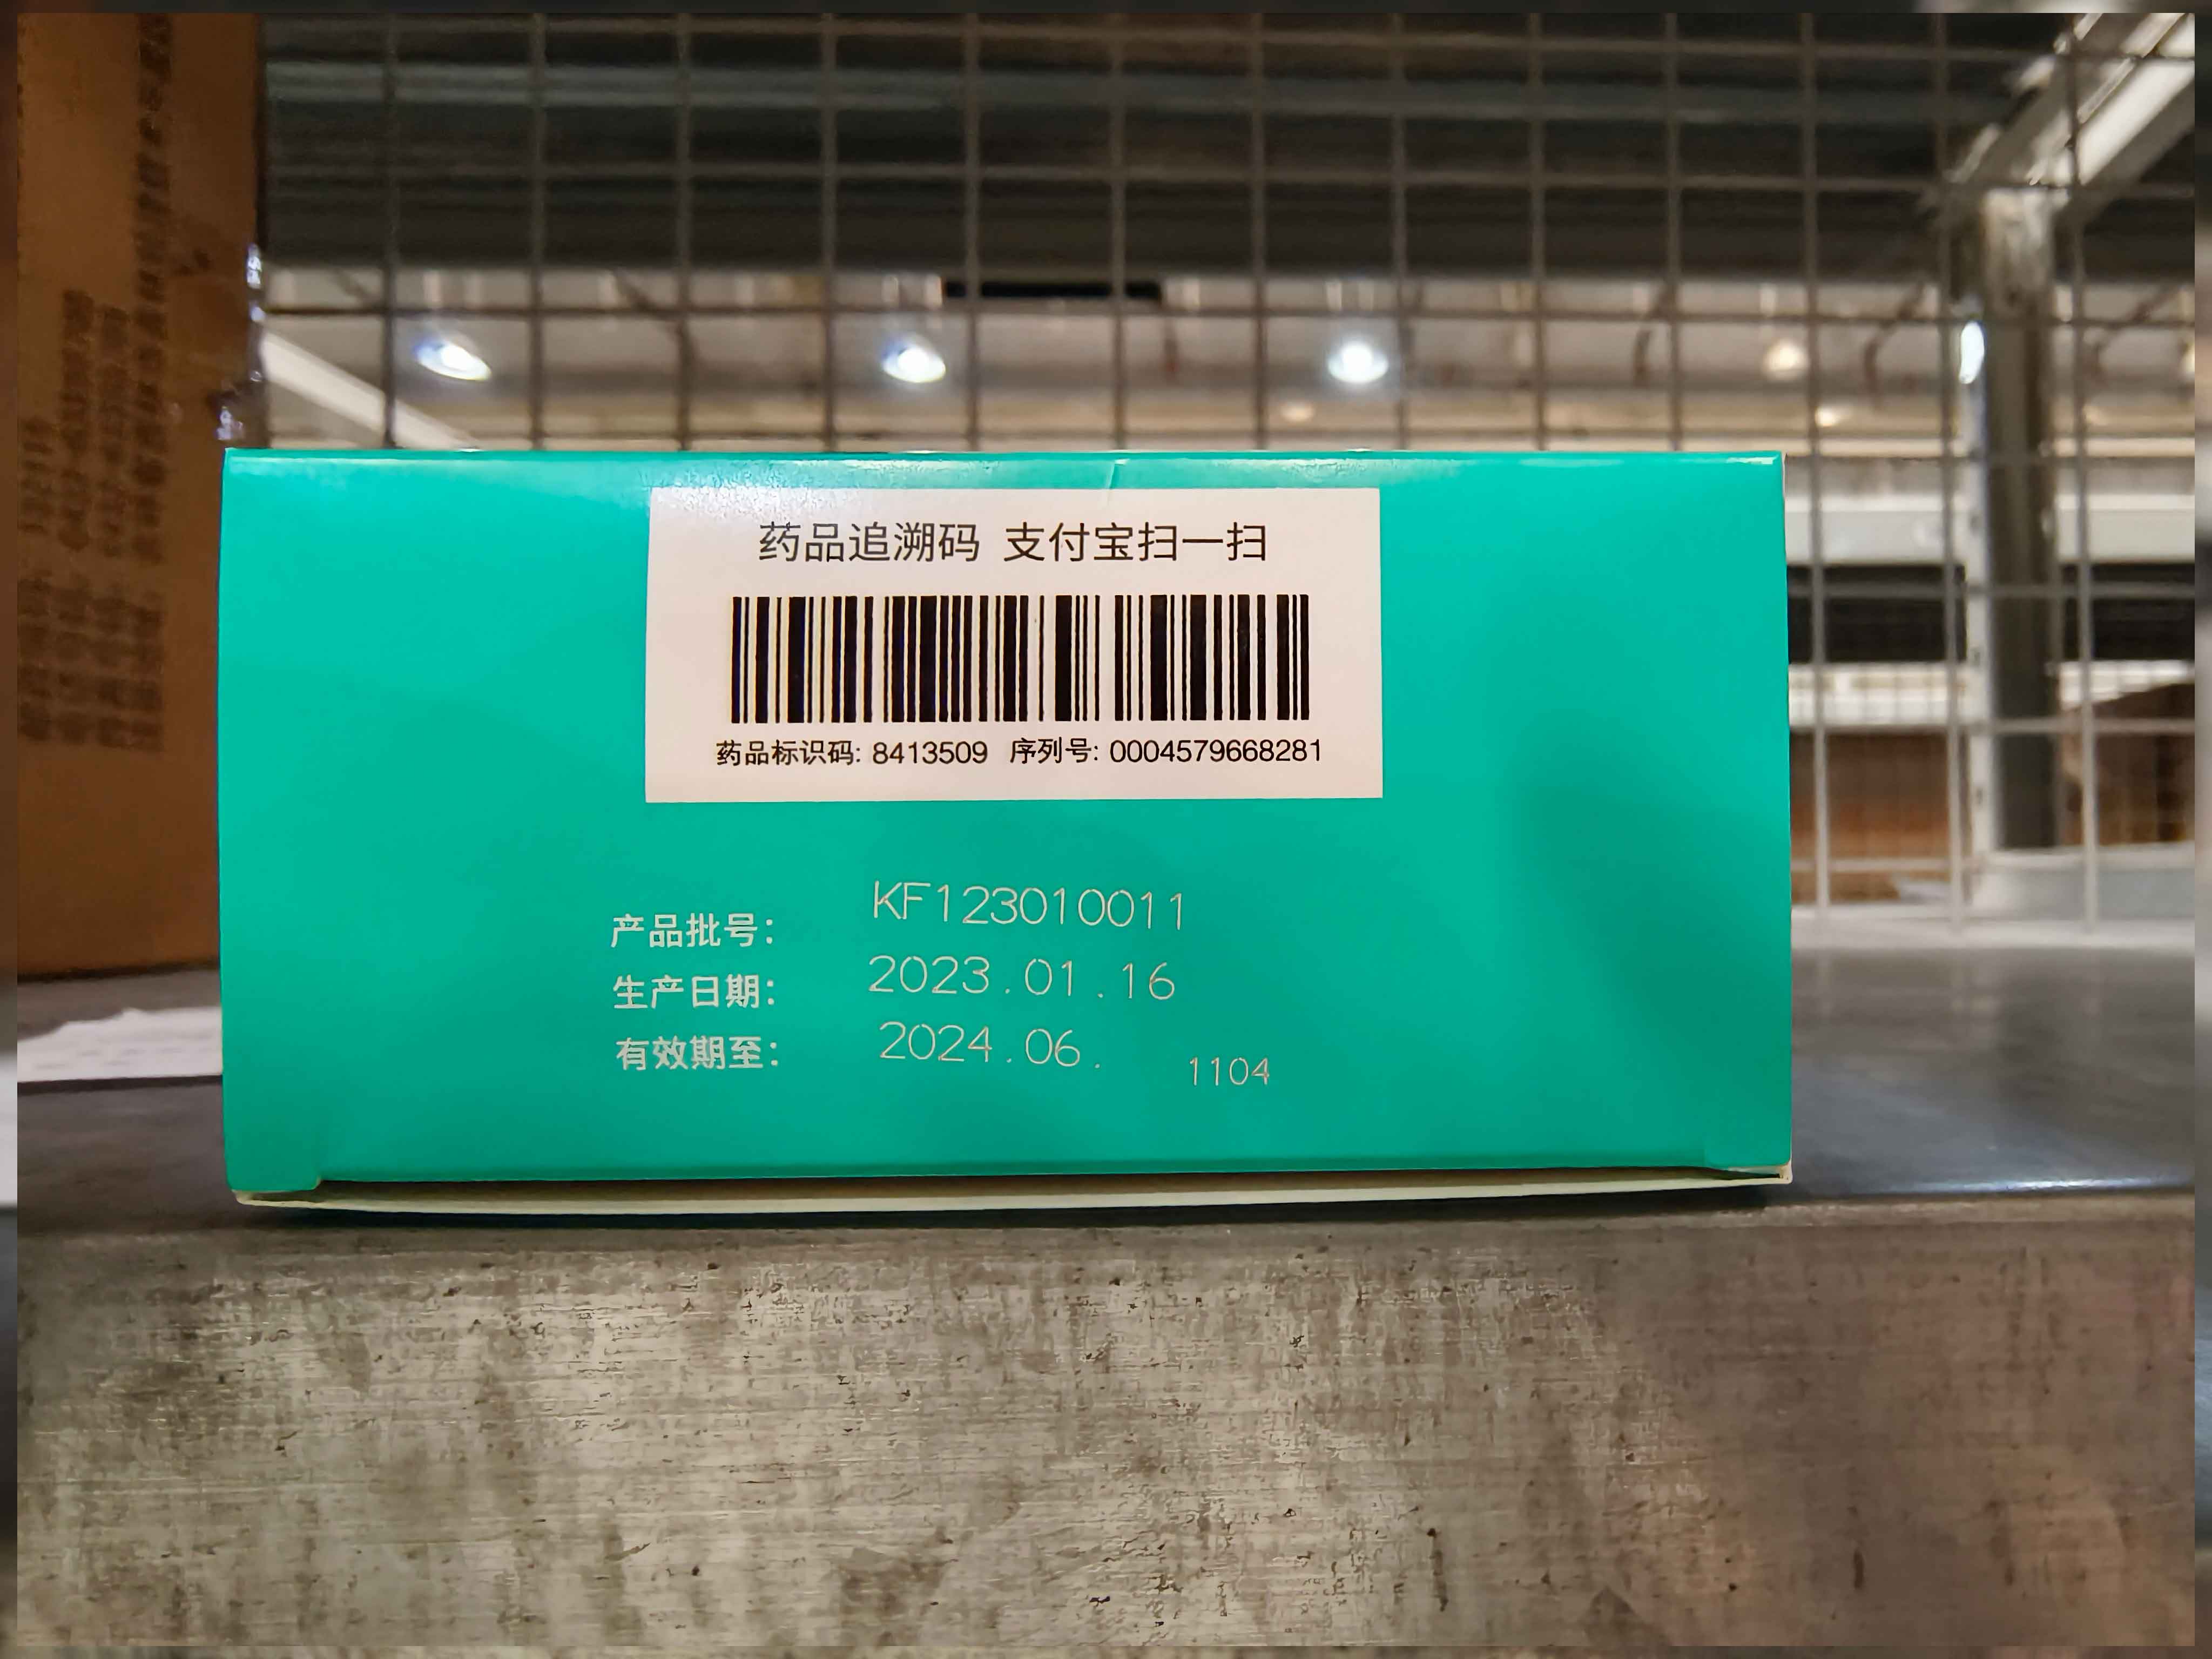 药品追溯码 支付宝扫一扫
药品标识码: 8413509 序列号: 0004579668281
产品批号： KF123010011
生产日期： 2023.01.16
有效期至： 2024.06.
1104